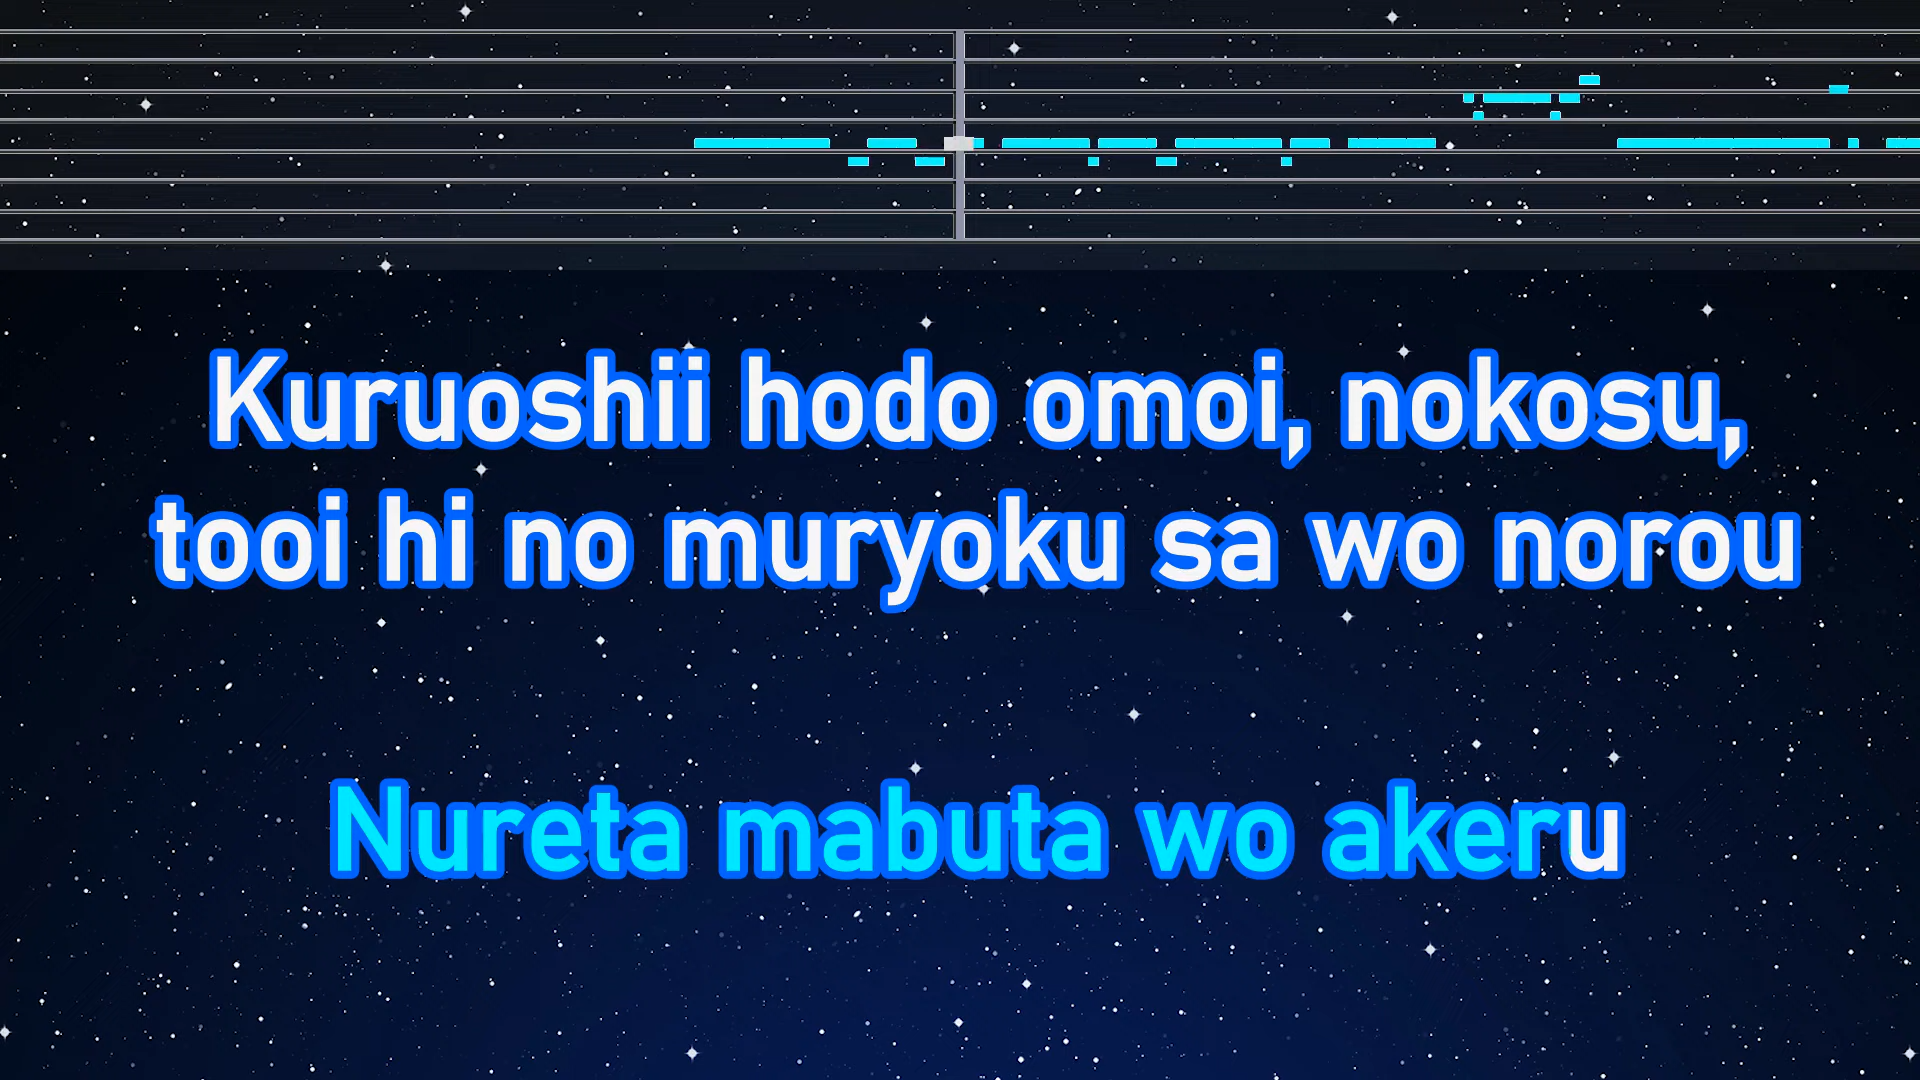 Kuruoshii hodo omoi, nokosu,
tooi hi no muryoku sa wo norou
Nureta mabuta wo akeru